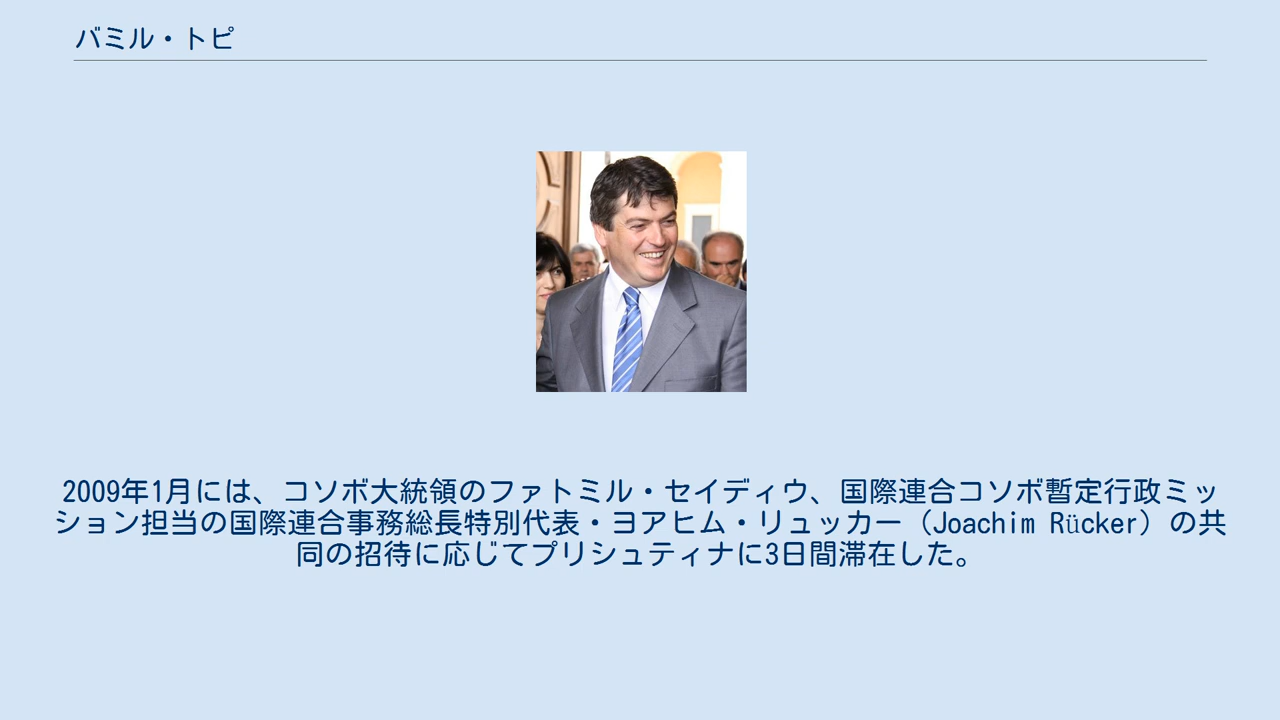 バミル・トピ
2009年1月には、コソボ大統領のファトミル・セイディウ、国際連合コソボ暫定行政ミッ
ション担当の国際連合事務総長特別代表・ヨアヒム・リュッカー（Joachim Rücker）の共
同の招待に応じてプリシュティナに3日間滞在した。